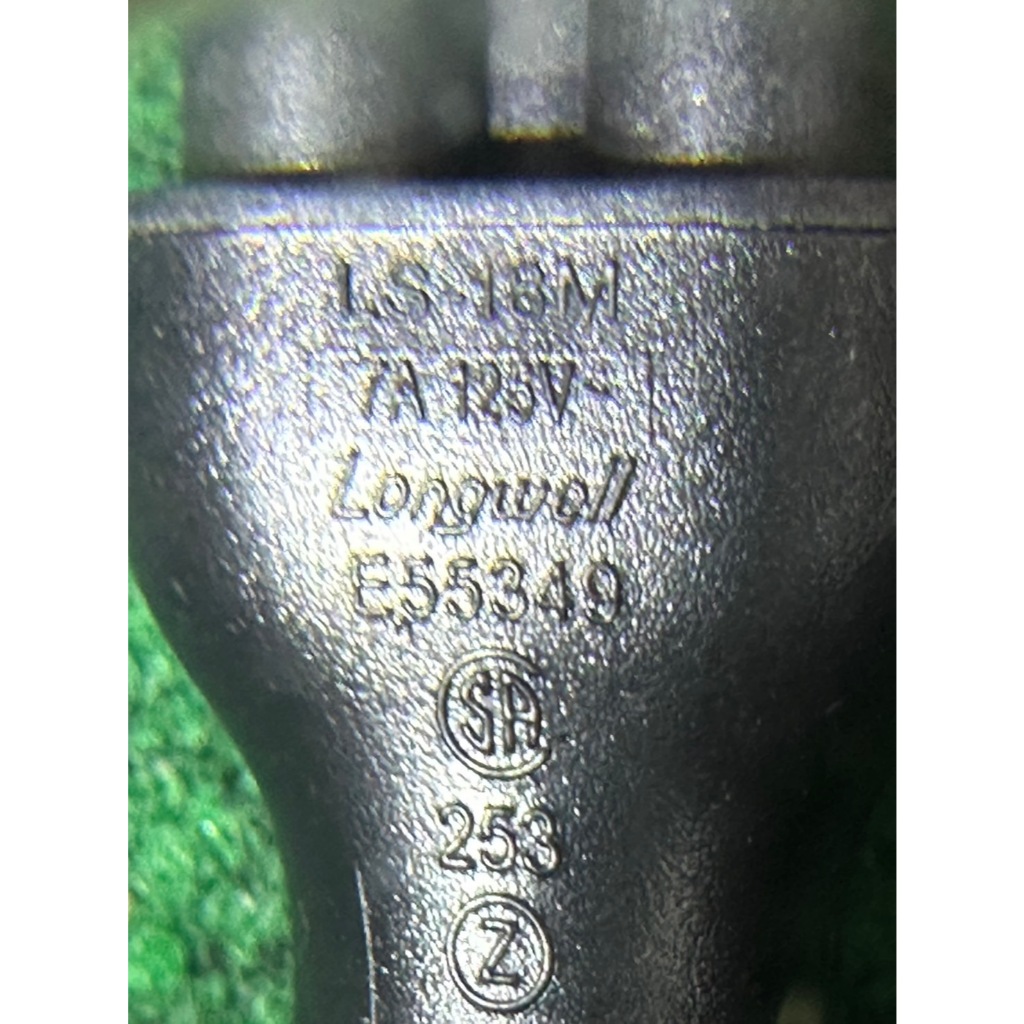 LS-18M
7A 125V~
Longwell
E55349
SA
253
Z